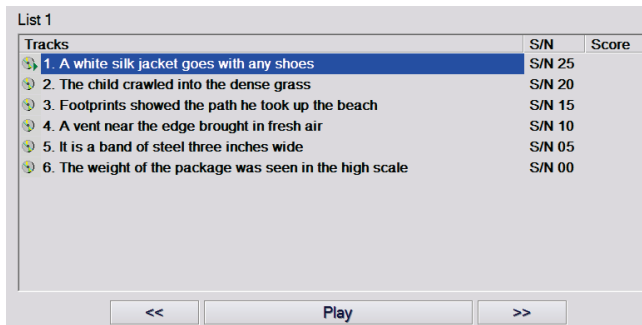 List 1
Tracks S/N Score
1. A white silk jacket goes with any shoes S/N 25
2. The child crawled into the dense grass S/N 20
3. Footprints showed the path he took up the beach S/N 15
4. A vent near the edge brought in fresh air S/N 10
5. It is a band of steel three inches wide S/N 05
6. The weight of the package was seen in the high scale S/N 00
<< Play >>